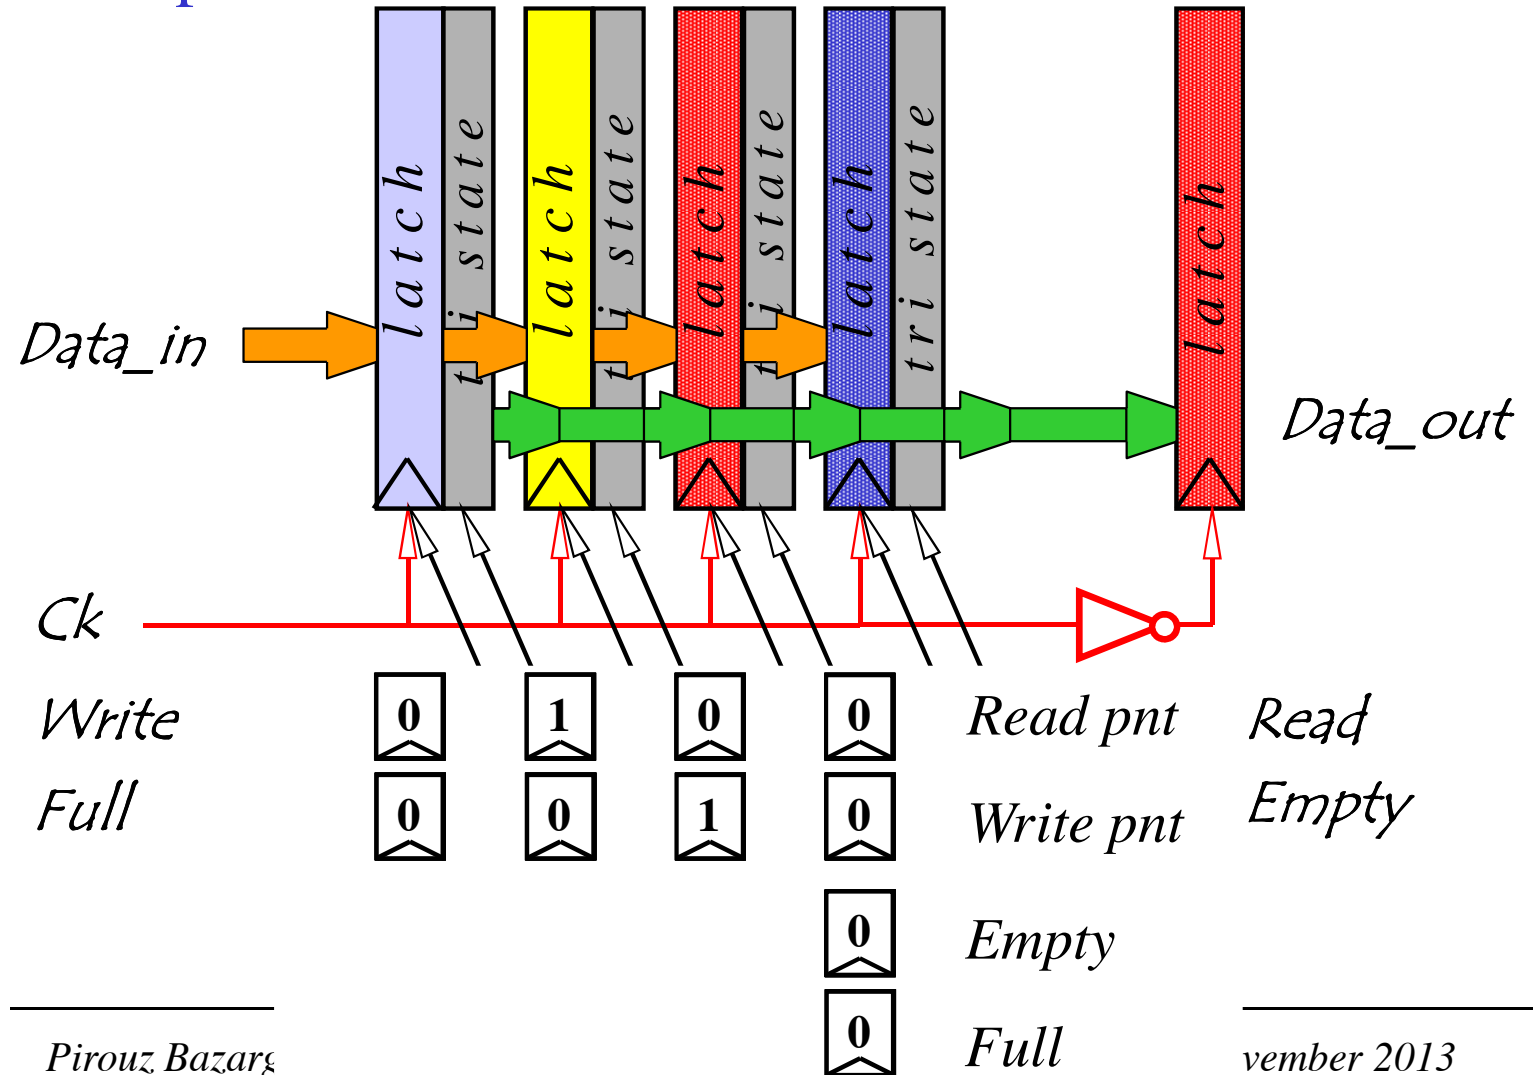 latch
tri state
latch
tri state
latch
tri state
latch
tri state
latch
Data_in
Data_out
Ck
Write
0 1 0 0
Read pnt
Read
Full
0 0 1 0
Write pnt
Empty
0
Empty
0
Full
Pirouz
vember 2013